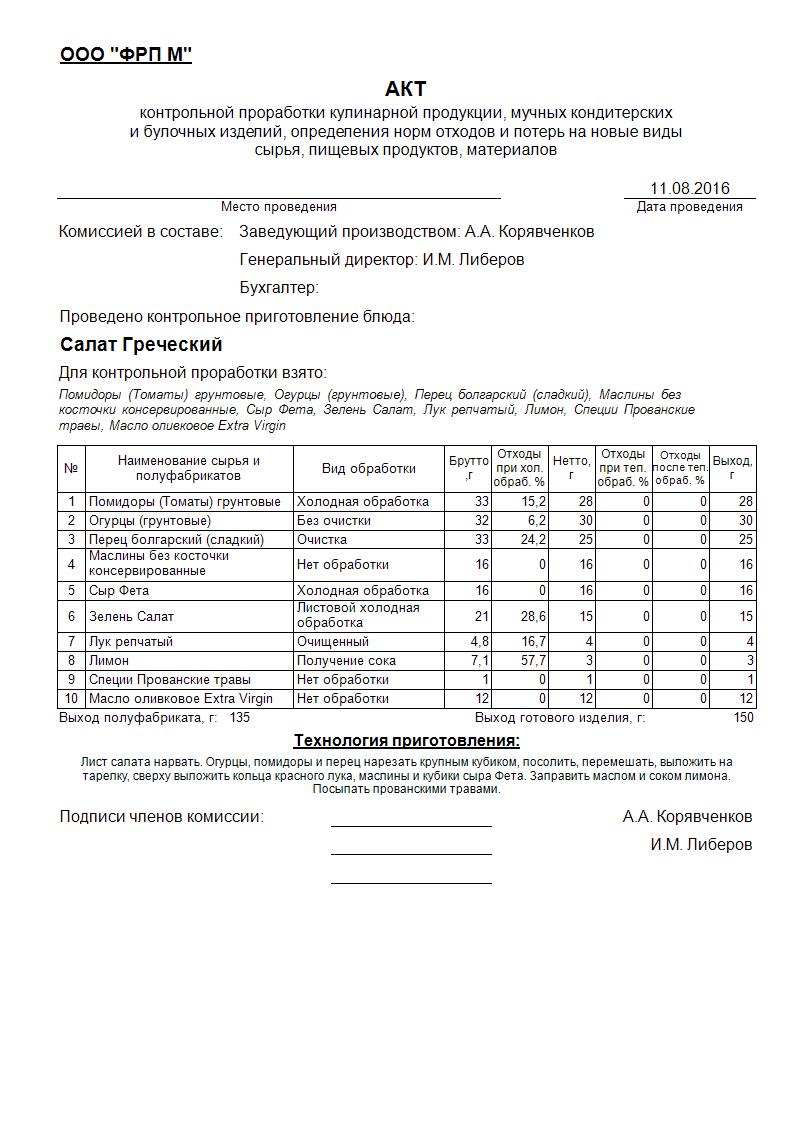 ООО "ФРП М"
АКТ
контрольной проработки кулинарной продукции, мучных кондитерских
и булочных изделий, определения норм отходов и потерь на новые виды
сырья, пищевых продуктов, материалов
11.08.2016
Место проведения Дата проведения
Комиссией в составе: Заведующий производством: А.А. Корявченков
Генеральный директор: И.М. Либеров
Бухгалтер:
Проведено контрольное приготовление блюда:
Салат Греческий
Для контрольной проработки взято:
Помидоры (Томаты) грунтовые, Огурцы (грунтовые), Перец болгарский (сладкий), Маслины без
косточки консервированные, Сыр Фета, Зелень Салат, Лук репчатый, Лимон, Специи Прованские
травы, Масло оливковое Extra Virgin
№ Наименование сырья и полуфабрикатов Вид обработки Брутто ,г Отходы при хол. обраб. % Нетто, г Отходы при теп. обраб. % Отходы после теп. обраб. % Выход, г
1 Помидоры (Томаты) грунтовые Холодная обработка 33 15,2 28 0 0 28
2 Огурцы (грунтовые) Без очистки 32 6,2 30 0 0 30
3 Перец болгарский (сладкий) Очистка 33 24,2 25 0 0 25
4 Маслины без косточки консервированные Нет обработки 16 0 16 0 0 16
5 Сыр Фета Холодная обработка 16 0 16 0 0 16
6 Зелень Салат Листовой холодная обработка 21 28,6 15 0 0 15
7 Лук репчатый Очищенный 4,8 16,7 4 0 0 4
8 Лимон Получение сока 7,1 57,7 3 0 0 3
9 Специи Прованские травы Нет обработки 1 0 1 0 0 1
10 Масло оливковое Extra Virgin Нет обработки 12 0 12 0 0 12
Выход полуфабриката, г: 135 Выход готового изделия, г: 150
Технология приготовления:
Лист салата нарвать. Огурцы, помидоры и перец нарезать крупным кубиком, посолить, перемешать, выложить на
тарелку, сверху выложить кольца красного лука, маслины и кубики сыра Фета. Заправить маслом и соком лимона.
Посыпать прованскими травами.
Подписи членов комиссии: А.А. Корявченков
И.М. Либеров